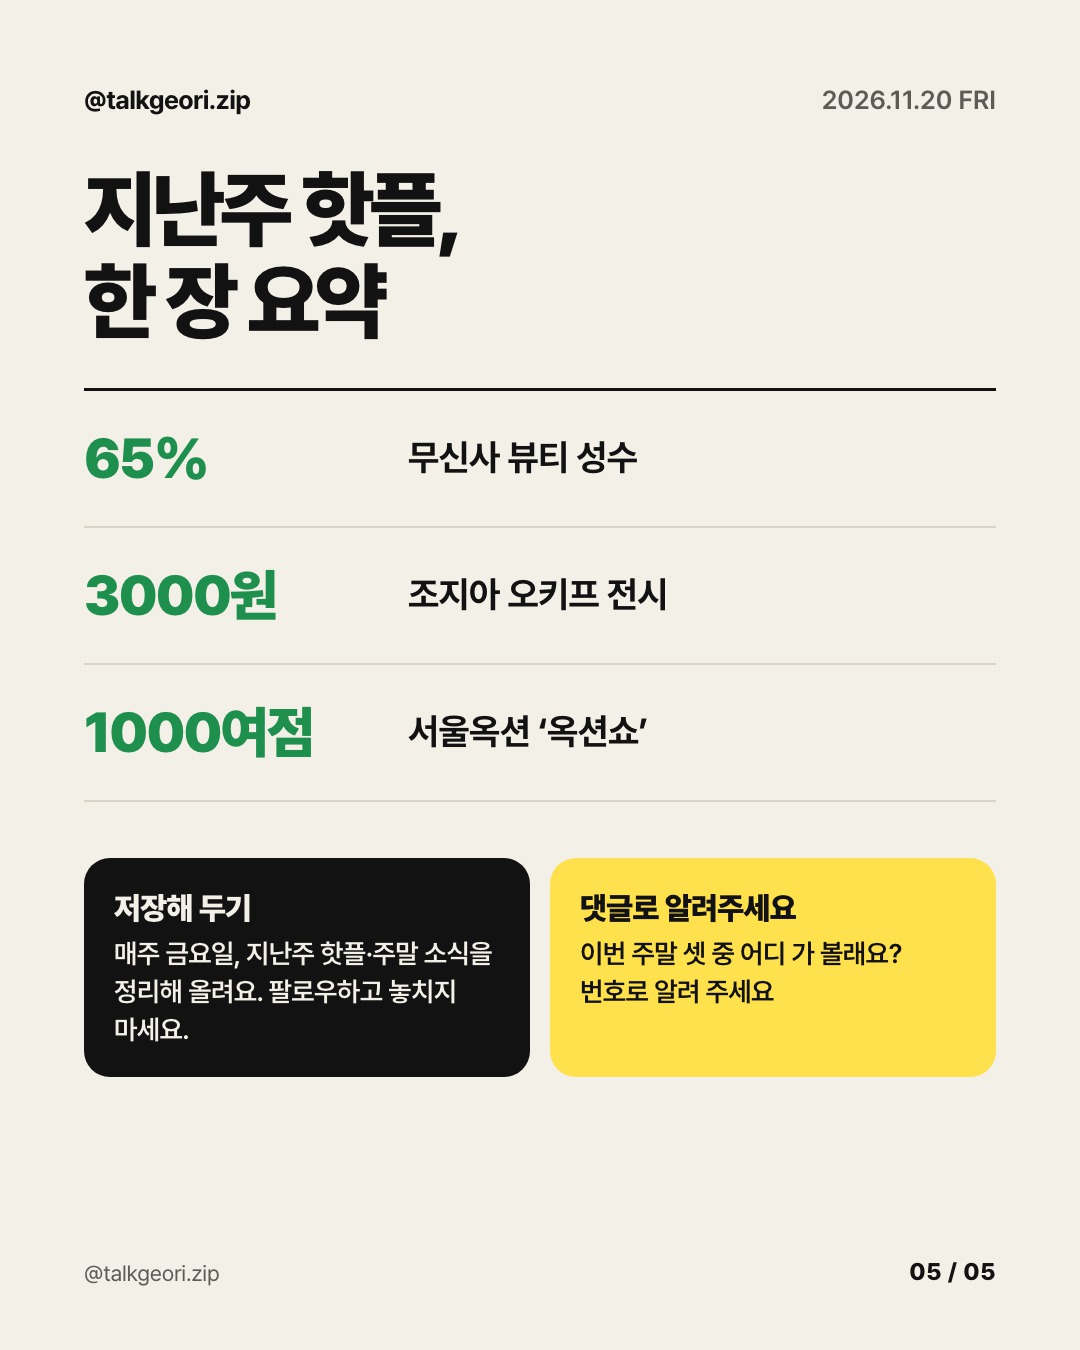 @talkgeori.zip
2026.11.20 FRI
지난주 핫플,
한 장 요약
65%
무신사 뷰티 성수
3000원
조지아 오키프 전시
1000여점
서울옥션 ‘옥션쇼’
저장해 두기
매주 금요일, 지난주 핫플·주말 소식을
정리해 올려요. 팔로우하고 놓치지
마세요.
댓글로 알려주세요
이번 주말 셋 중 어디 가 볼래요?
번호로 알려 주세요
@talkgeori.zip
05 / 05